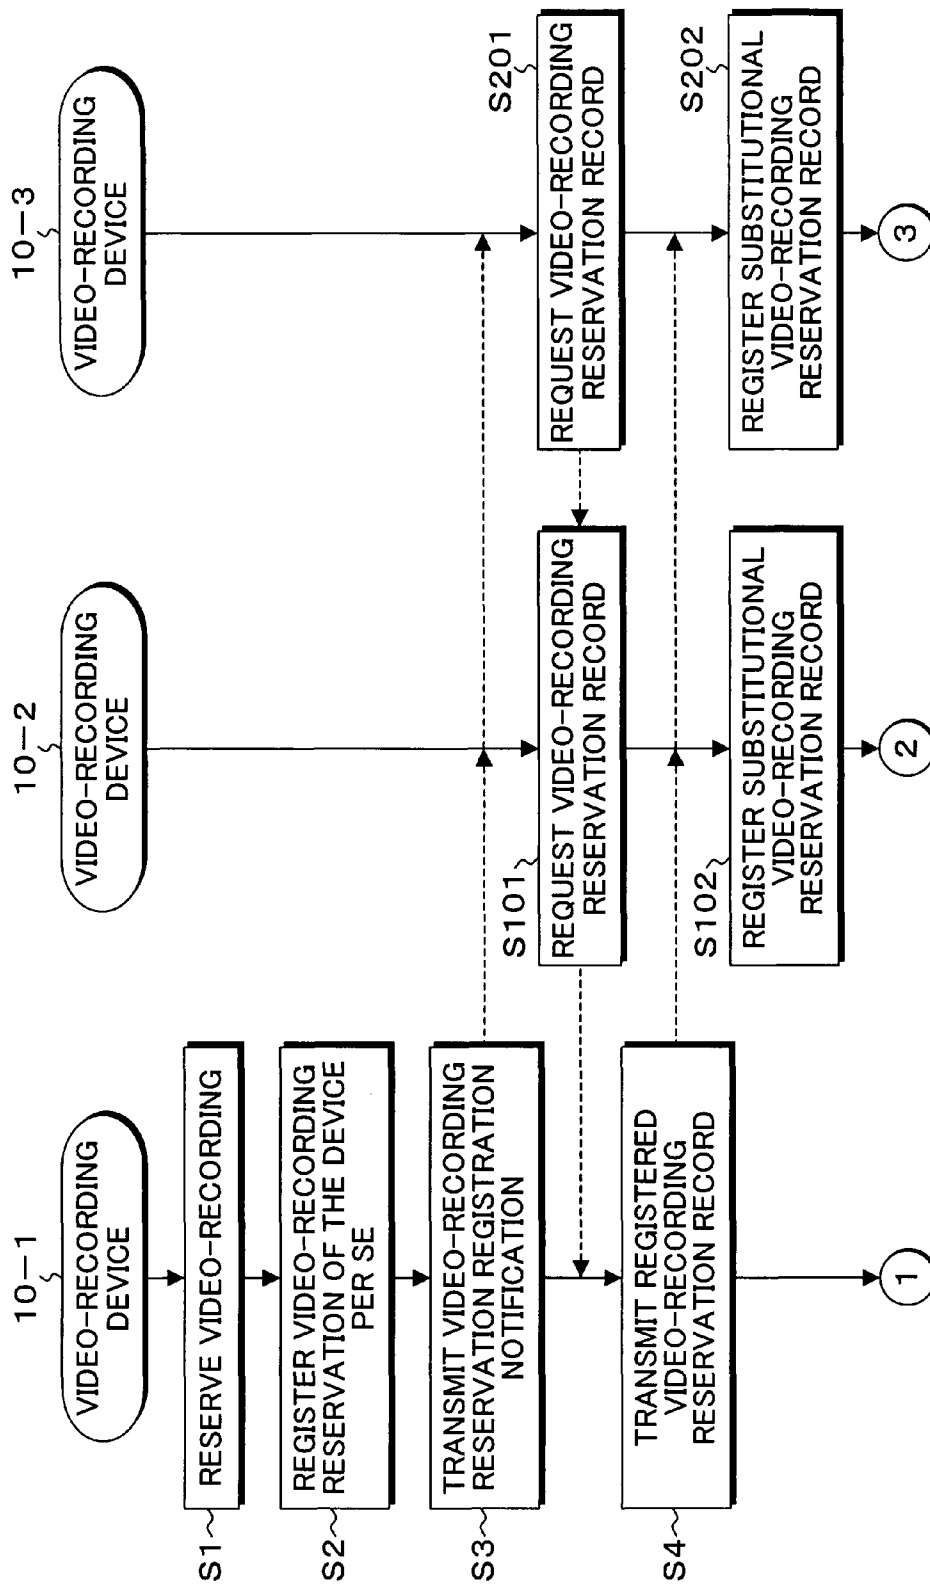 10-1
VIDEO-RECORDING
DEVICE
S1
RESERVE VIDEO-RECORDING
S2
REGISTER VIDEO-RECORDING
RESERVATION OF THE DEVICE
PER SE
S3
TRANSMIT VIDEO-RECORDING
RESERVATION REGISTRATION
NOTIFICATION
S4
TRANSMIT REGISTERED
VIDEO-RECORDING
RESERVATION RECORD
1
10-2
VIDEO-RECORDING
DEVICE
S101
REQUEST VIDEO-RECORDING
RESERVATION RECORD
S102
REGISTER SUBSTITUTIONAL
VIDEO-RECORDING
RESERVATION RECORD
2
10-3
VIDEO-RECORDING
DEVICE
S201
REQUEST VIDEO-RECORDING
RESERVATION RECORD
S202
REGISTER SUBSTITUTIONAL
VIDEO-RECORDING
RESERVATION RECORD
3